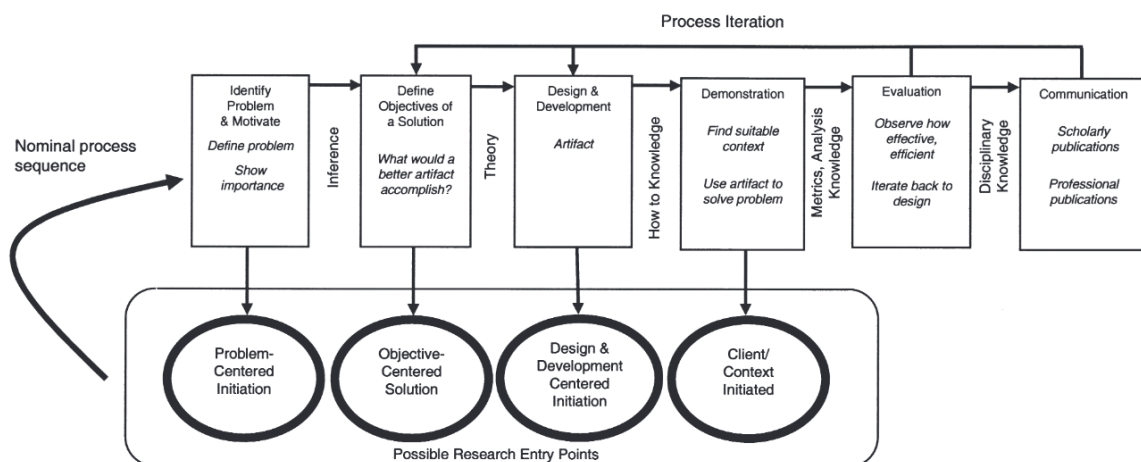 Process Iteration
Nominal process
sequence
Identify
Problem
& Motivate
Define problem
Show
importance
Inference
Define
Objectives of
a Solution
What would a
better artifact
accomplish?
Theory
Design &
Development
Artifact
How to Knowledge
Demonstration
Find suitable
context
Use artifact to
solve problem
Metrics, Analysis
Knowledge
Evaluation
Observe how
effective,
efficient
Iterate back to
design
Disciplinary
Knowledge
Communication
Scholarly
publications
Professional
publications
Problem-
Centered
Initiation
Objective-
Centered
Solution
Design &
Development
Centered
Initiation
Client/
Context
Initiated
Possible Research Entry Points